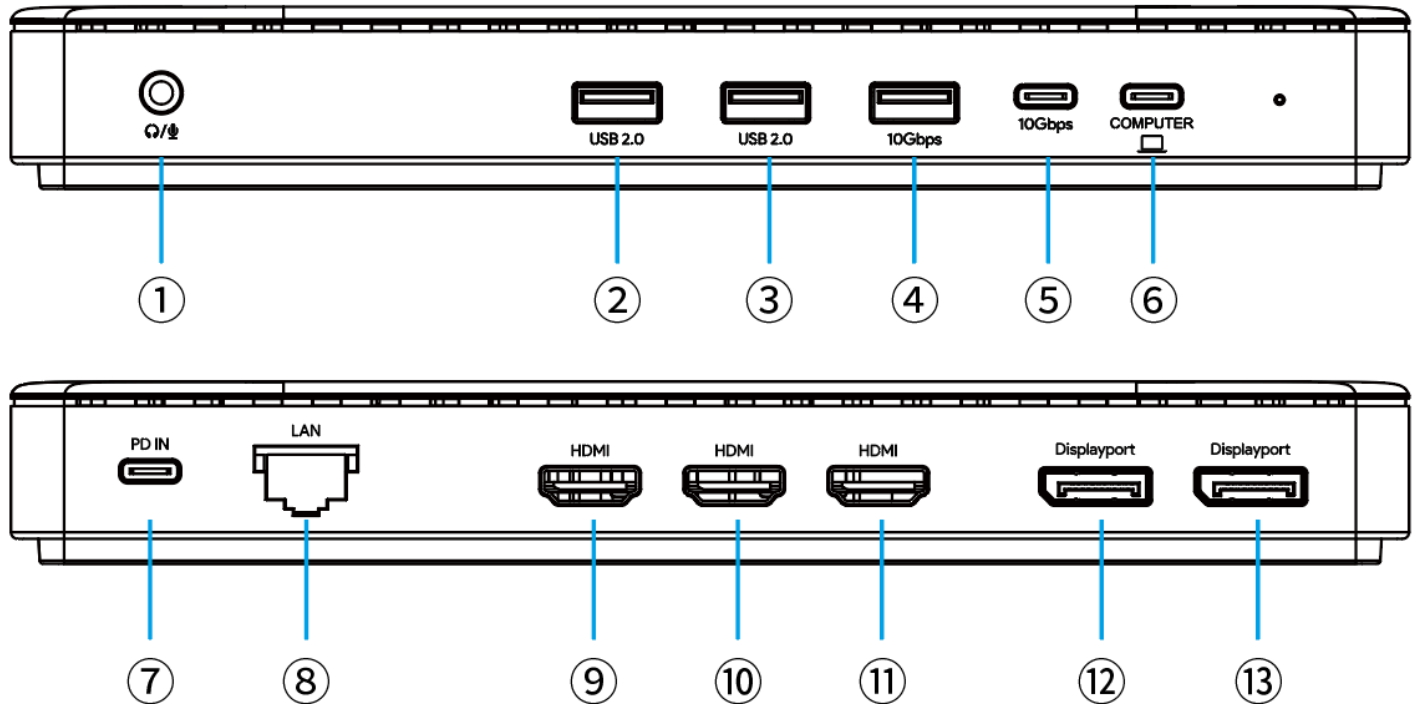 USB 2.0 USB 2.0 10Gbps 10Gbps COMPUTER
① ② ③ ④ ⑤ ⑥
PD IN LAN HDMI HDMI HDMI Displayport Displayport
⑦ ⑧ ⑨ ⑩ ⑪ ⑫ ⑬